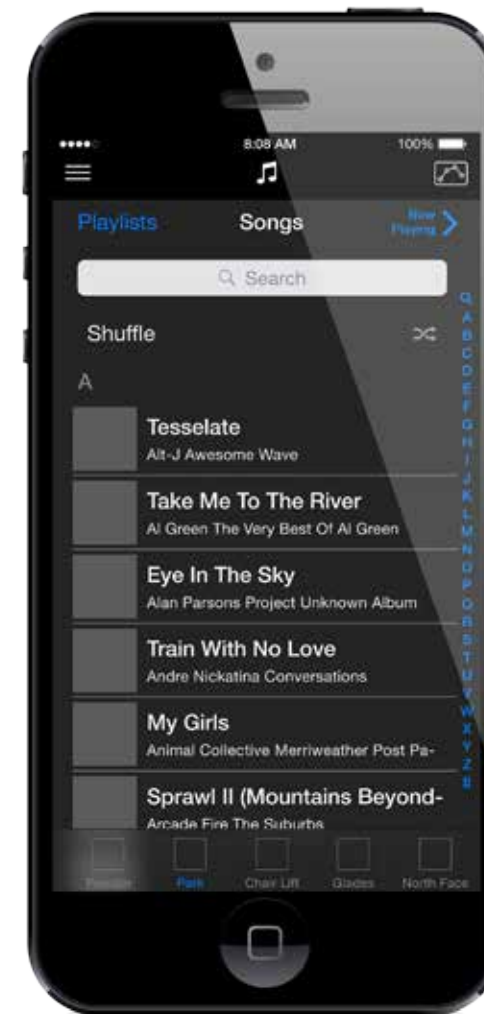 8:08 AM 100%
Playlists Songs Now Playing
Search
Shuffle
A
Tesselate
Alt-J Awesome Wave
Take Me To The River
Al Green The Very Best Of Al Green
Eye In The Sky
Alan Parsons Project Unknown Album
Train With No Love
Andre Nickatina Conversations
My Girls
Animal Collective Merriweather Post Pa-
Sprawl II (Mountains Beyond-
Arcade Fire The Suburbs
Park Chair Lift Glades North Face
A
B
C
D
E
F
G
H
I
J
K
L
M
N
O
P
Q
R
S
T
U
V
W
X
Y
Z